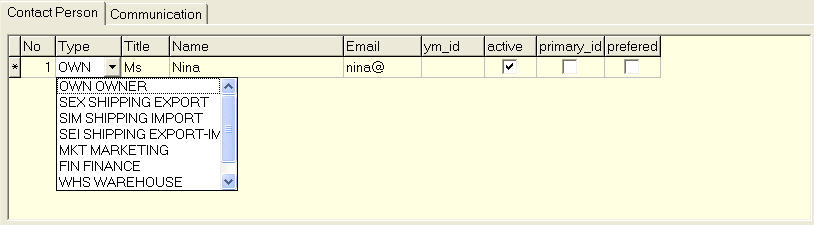 Contact Person Communication
No Type Title Name Email ym_id active primary_id prefered
* 1 OWN Ms Nina nina@
OWN OWNER
SEX SHIPPING EXPORT
SIM SHIPPING IMPORT
SEI SHIPPING EXPORT-IM
MKT MARKETING
FIN FINANCE
WHS WAREHOUSE